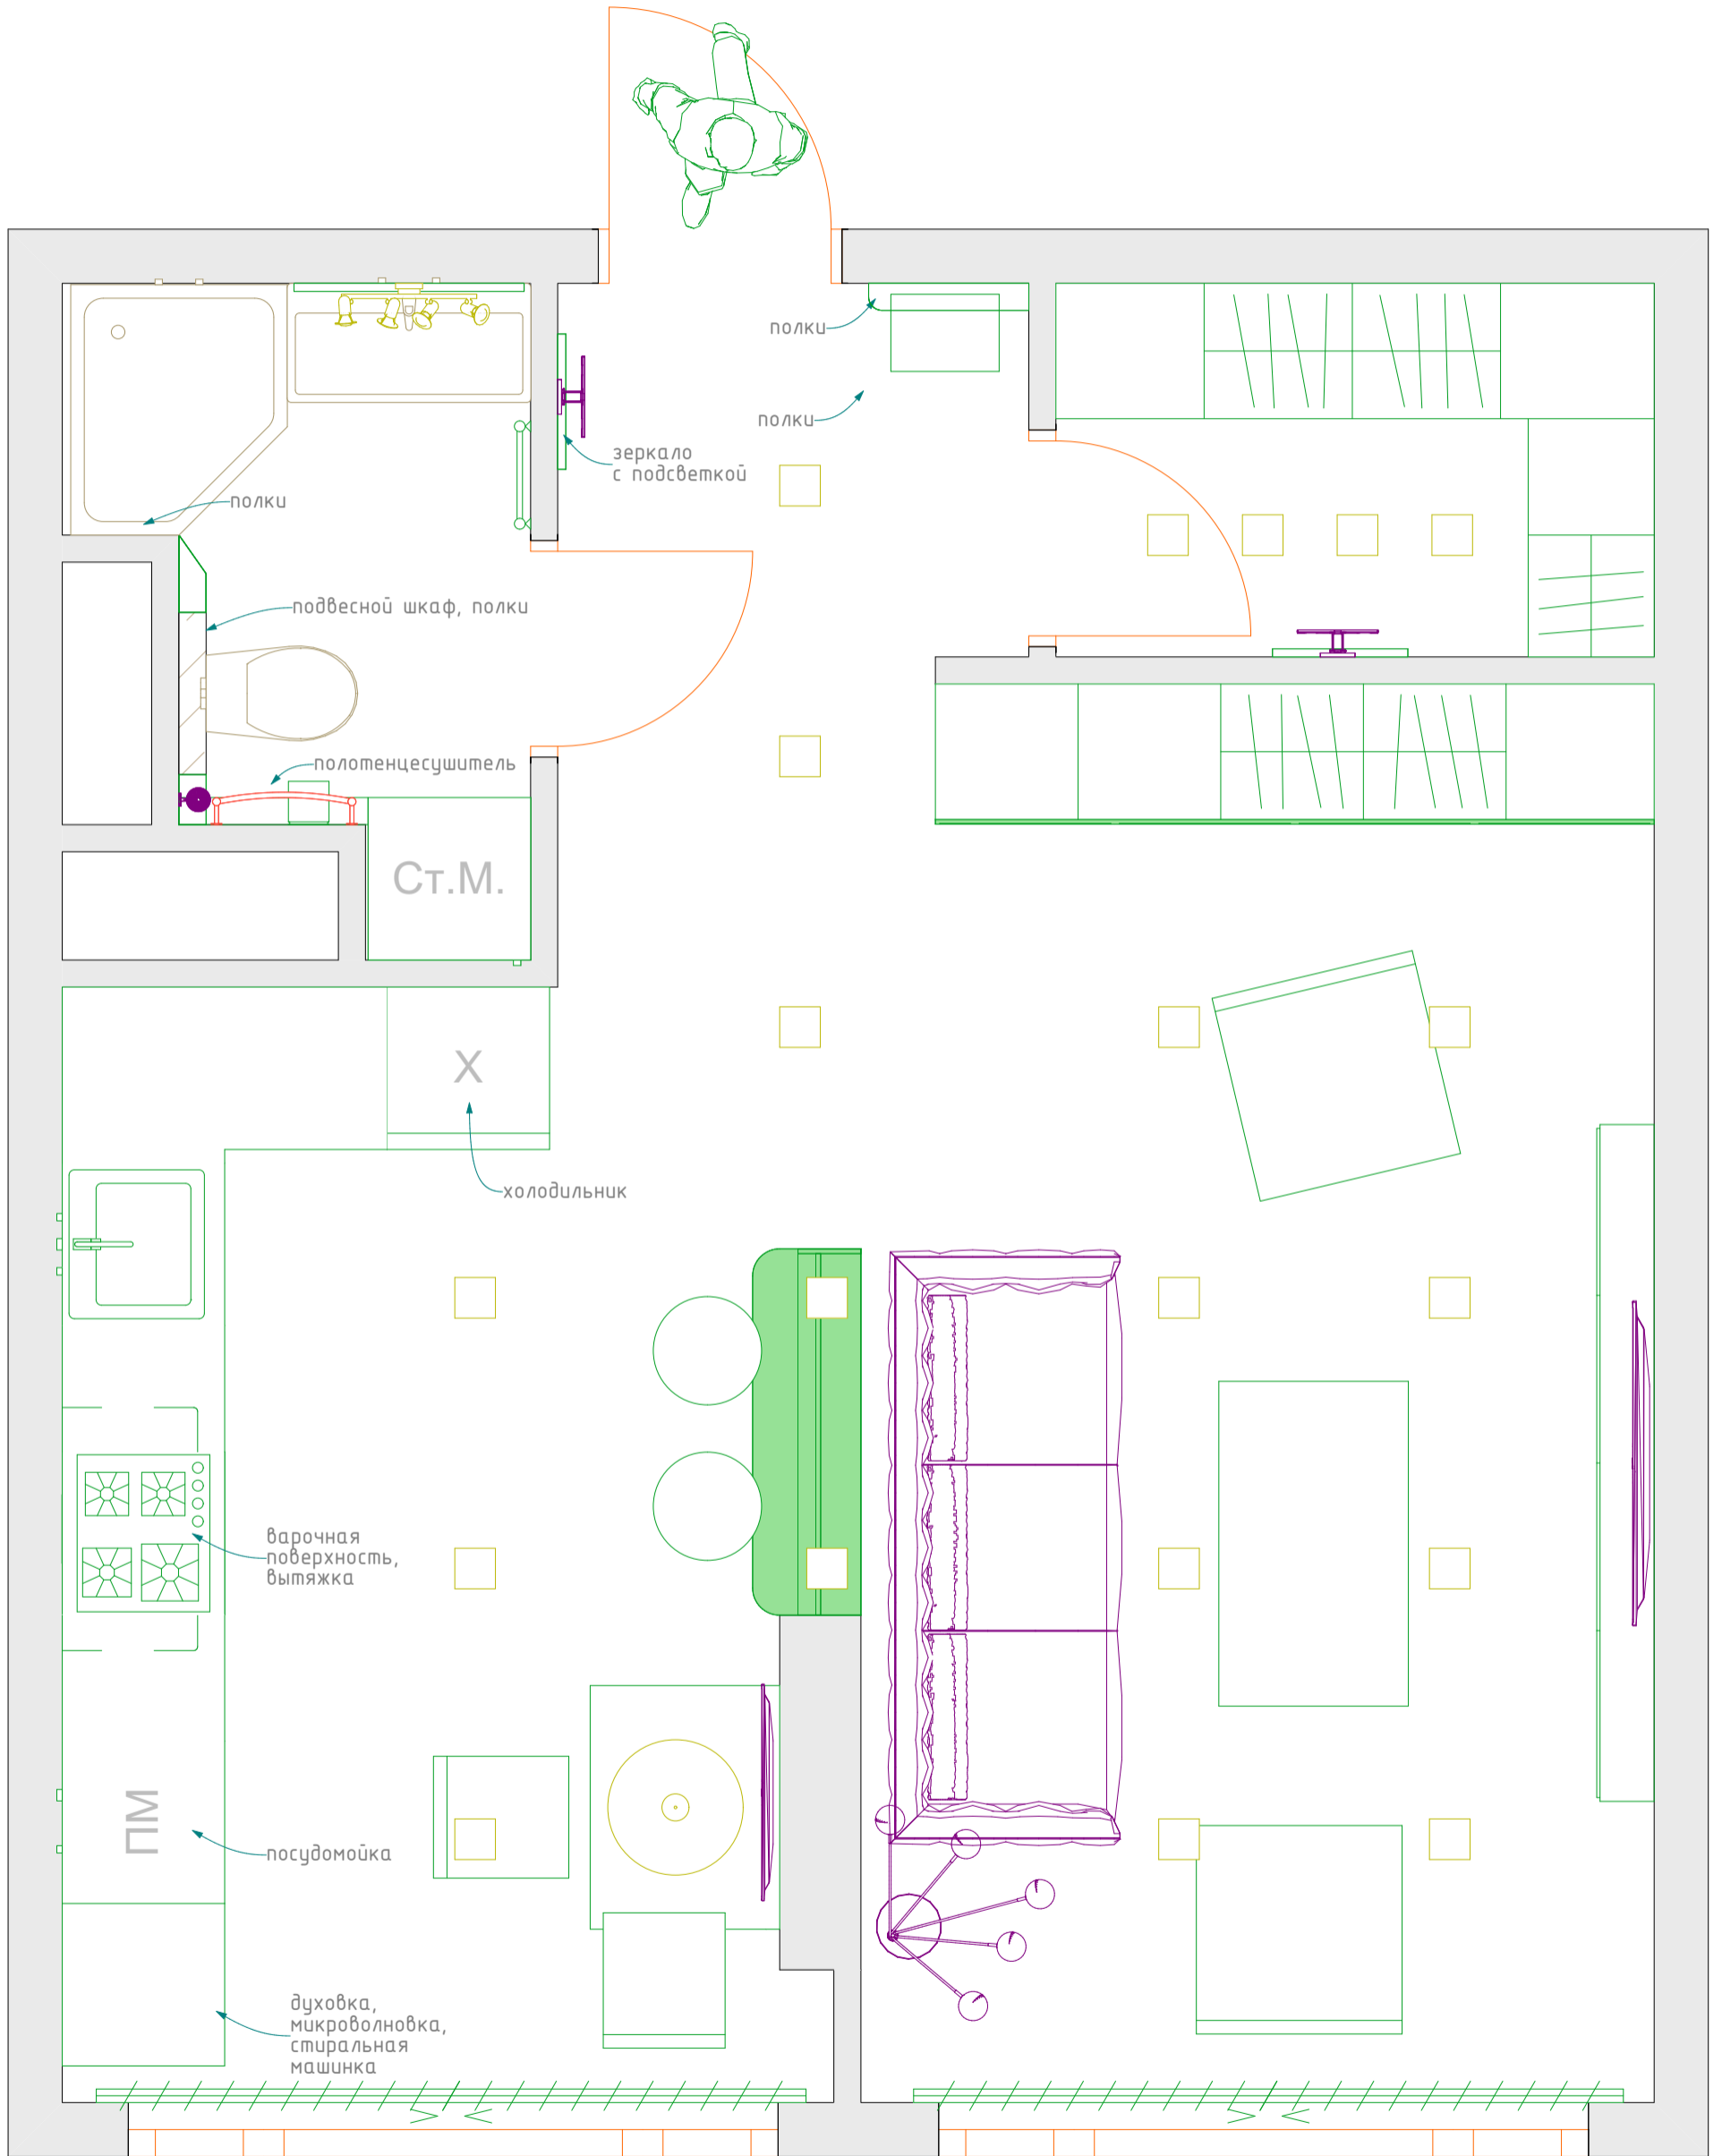 полки
полки
зеркало
с подсветкой
полки
подвесной шкаф, полки
полотенцесушитель
Ст.М.
Х
холодильник
варочная
поверхность,
вытяжка
ПМ
посудомойка
духовка,
микроволновка,
стиральная
машинка